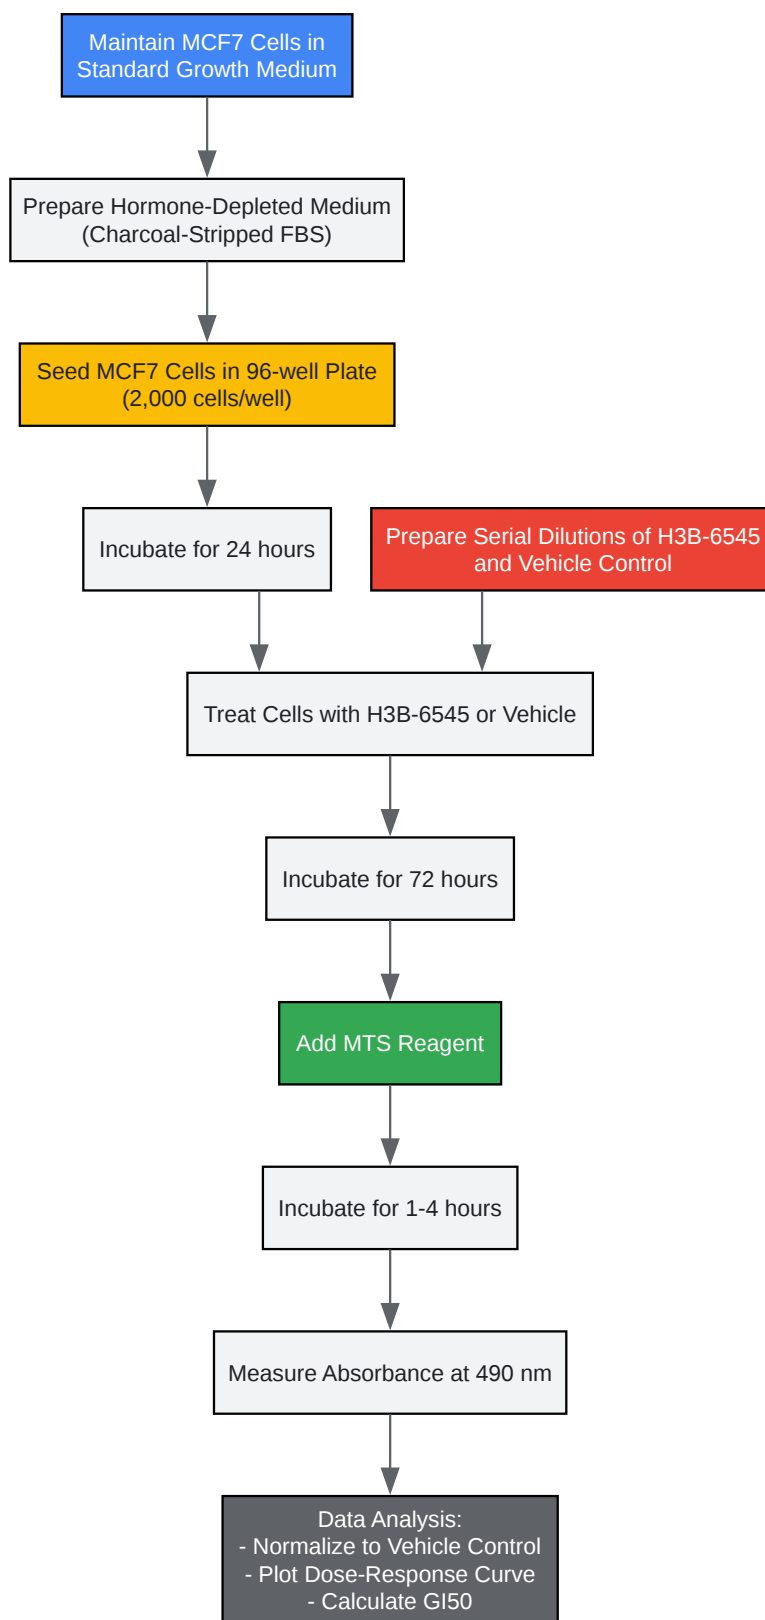 Maintain MCF7 Cells in
Standard Growth Medium
Prepare Hormone-Depleted Medium
(Charcoal-Stripped FBS)
Seed MCF7 Cells in 96-well Plate
(2,000 cells/well)
Incubate for 24 hours
Prepare Serial Dilutions of H3B-6545
and Vehicle Control
Treat Cells with H3B-6545 or Vehicle
Incubate for 72 hours
Add MTS Reagent
Incubate for 1-4 hours
Measure Absorbance at 490 nm
Data Analysis:
- Normalize to Vehicle Control
- Plot Dose-Response Curve
- Calculate GI50